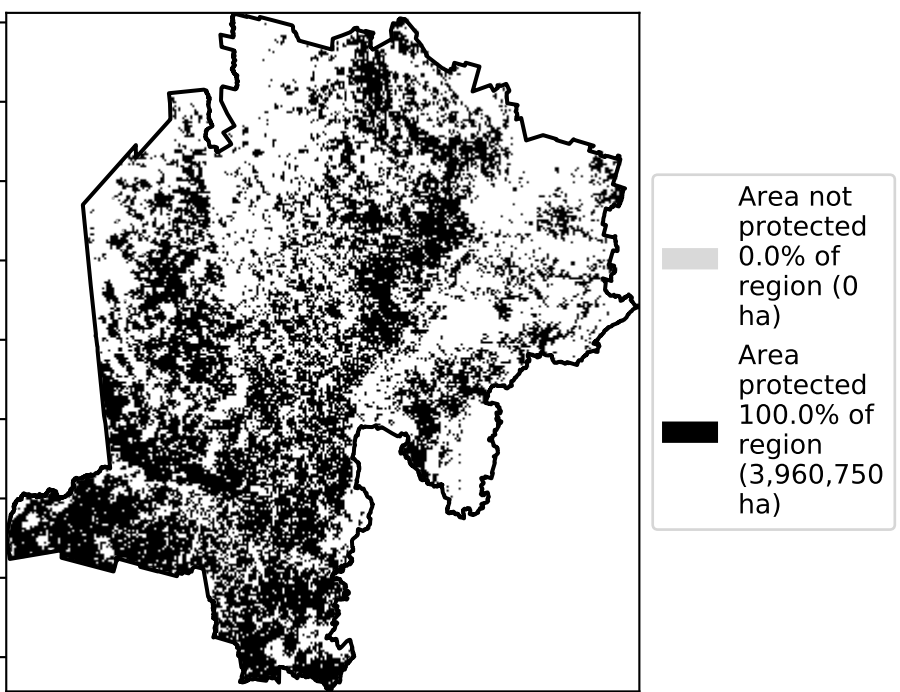 Area not
protected
0.0% of
region (0
ha)
Area
protected
100.0% of
region
(3,960,750
ha)